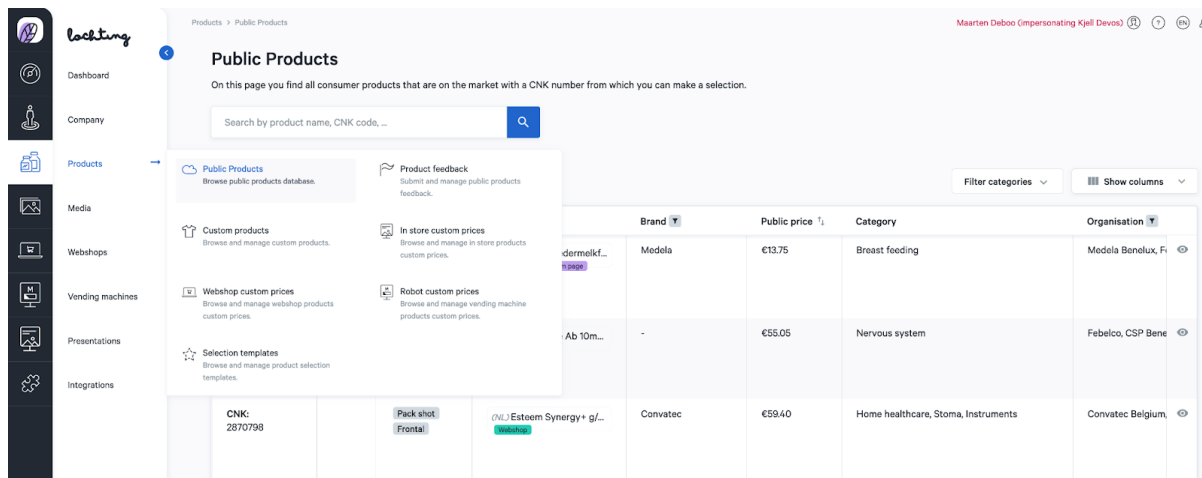 Products > Public Products
Maarten Deboo (impersonating Kjell Devos)
?
EN
lochting
Public Products
On this page you find all consumer products that are on the market with a CNK number from which you can make a selection.
Search by product name, CNK code, ...
Dashboard
Company
Products
Media
Webshops
Vending machines
Presentations
Integrations
Public Products
Browse public products database.
Product feedback
Submit and manage public products
feedback.
Custom products
Browse and manage custom products.
In store custom prices
Browse and manage in store products
custom prices.
Webshop custom prices
Browse and manage webshop products
custom prices.
Robot custom prices
Browse and manage vending machine
products custom prices.
Selection templates
Browse and manage product selection
templates.
Filter categories
Show columns
Brand
Public price
Category
Organisation
edermelkf...
m page
Medela
€13.75
Breast feeding
Medela Benelux, F
Ab 10m...
-
€55.05
Nervous system
Febelco, CSP Bene
CNK:
2870798
Pack shot
Frontal
(NL) Esteem Synergy+ g/...
Webshop
Convatec
€59.40
Home healthcare, Stoma, Instruments
Convatec Belgium,